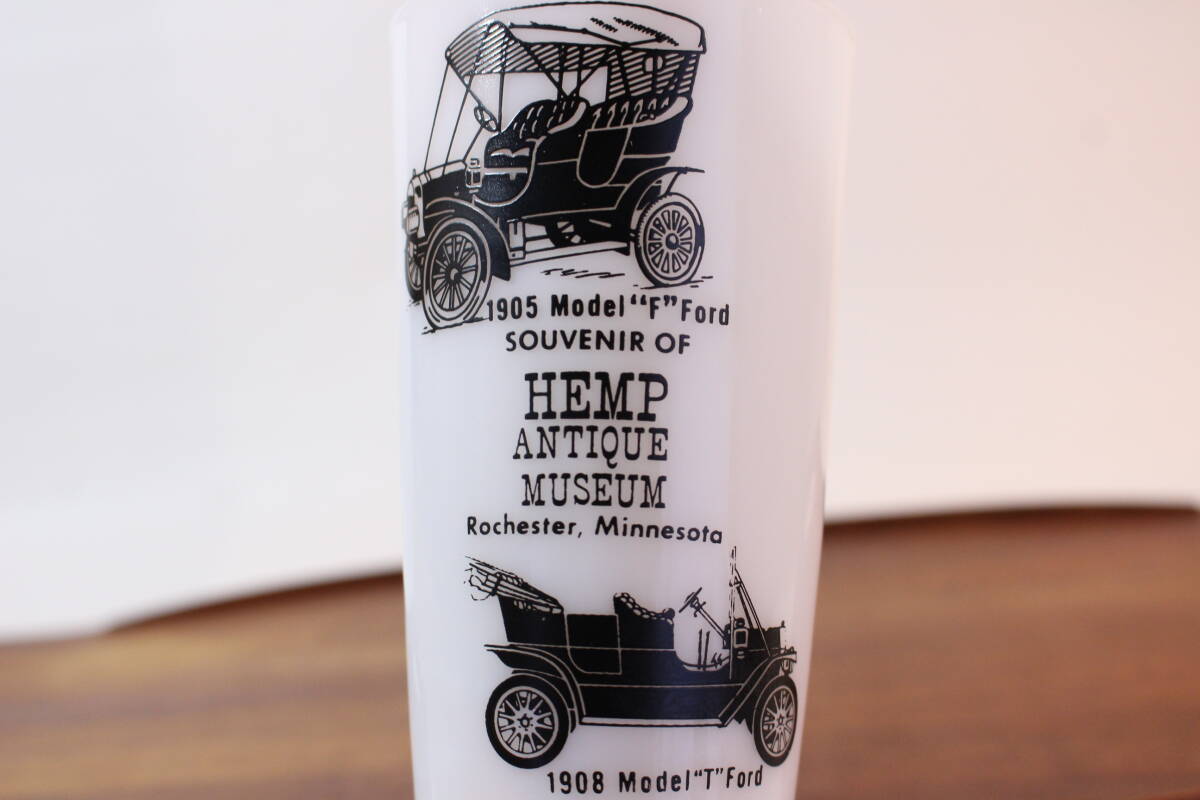 1905 Model “F” Ford
SOUVENIR OF
HEMP
ANTIQUE
MUSEUM
Rochester, Minnesota
1908 Model "T" Ford